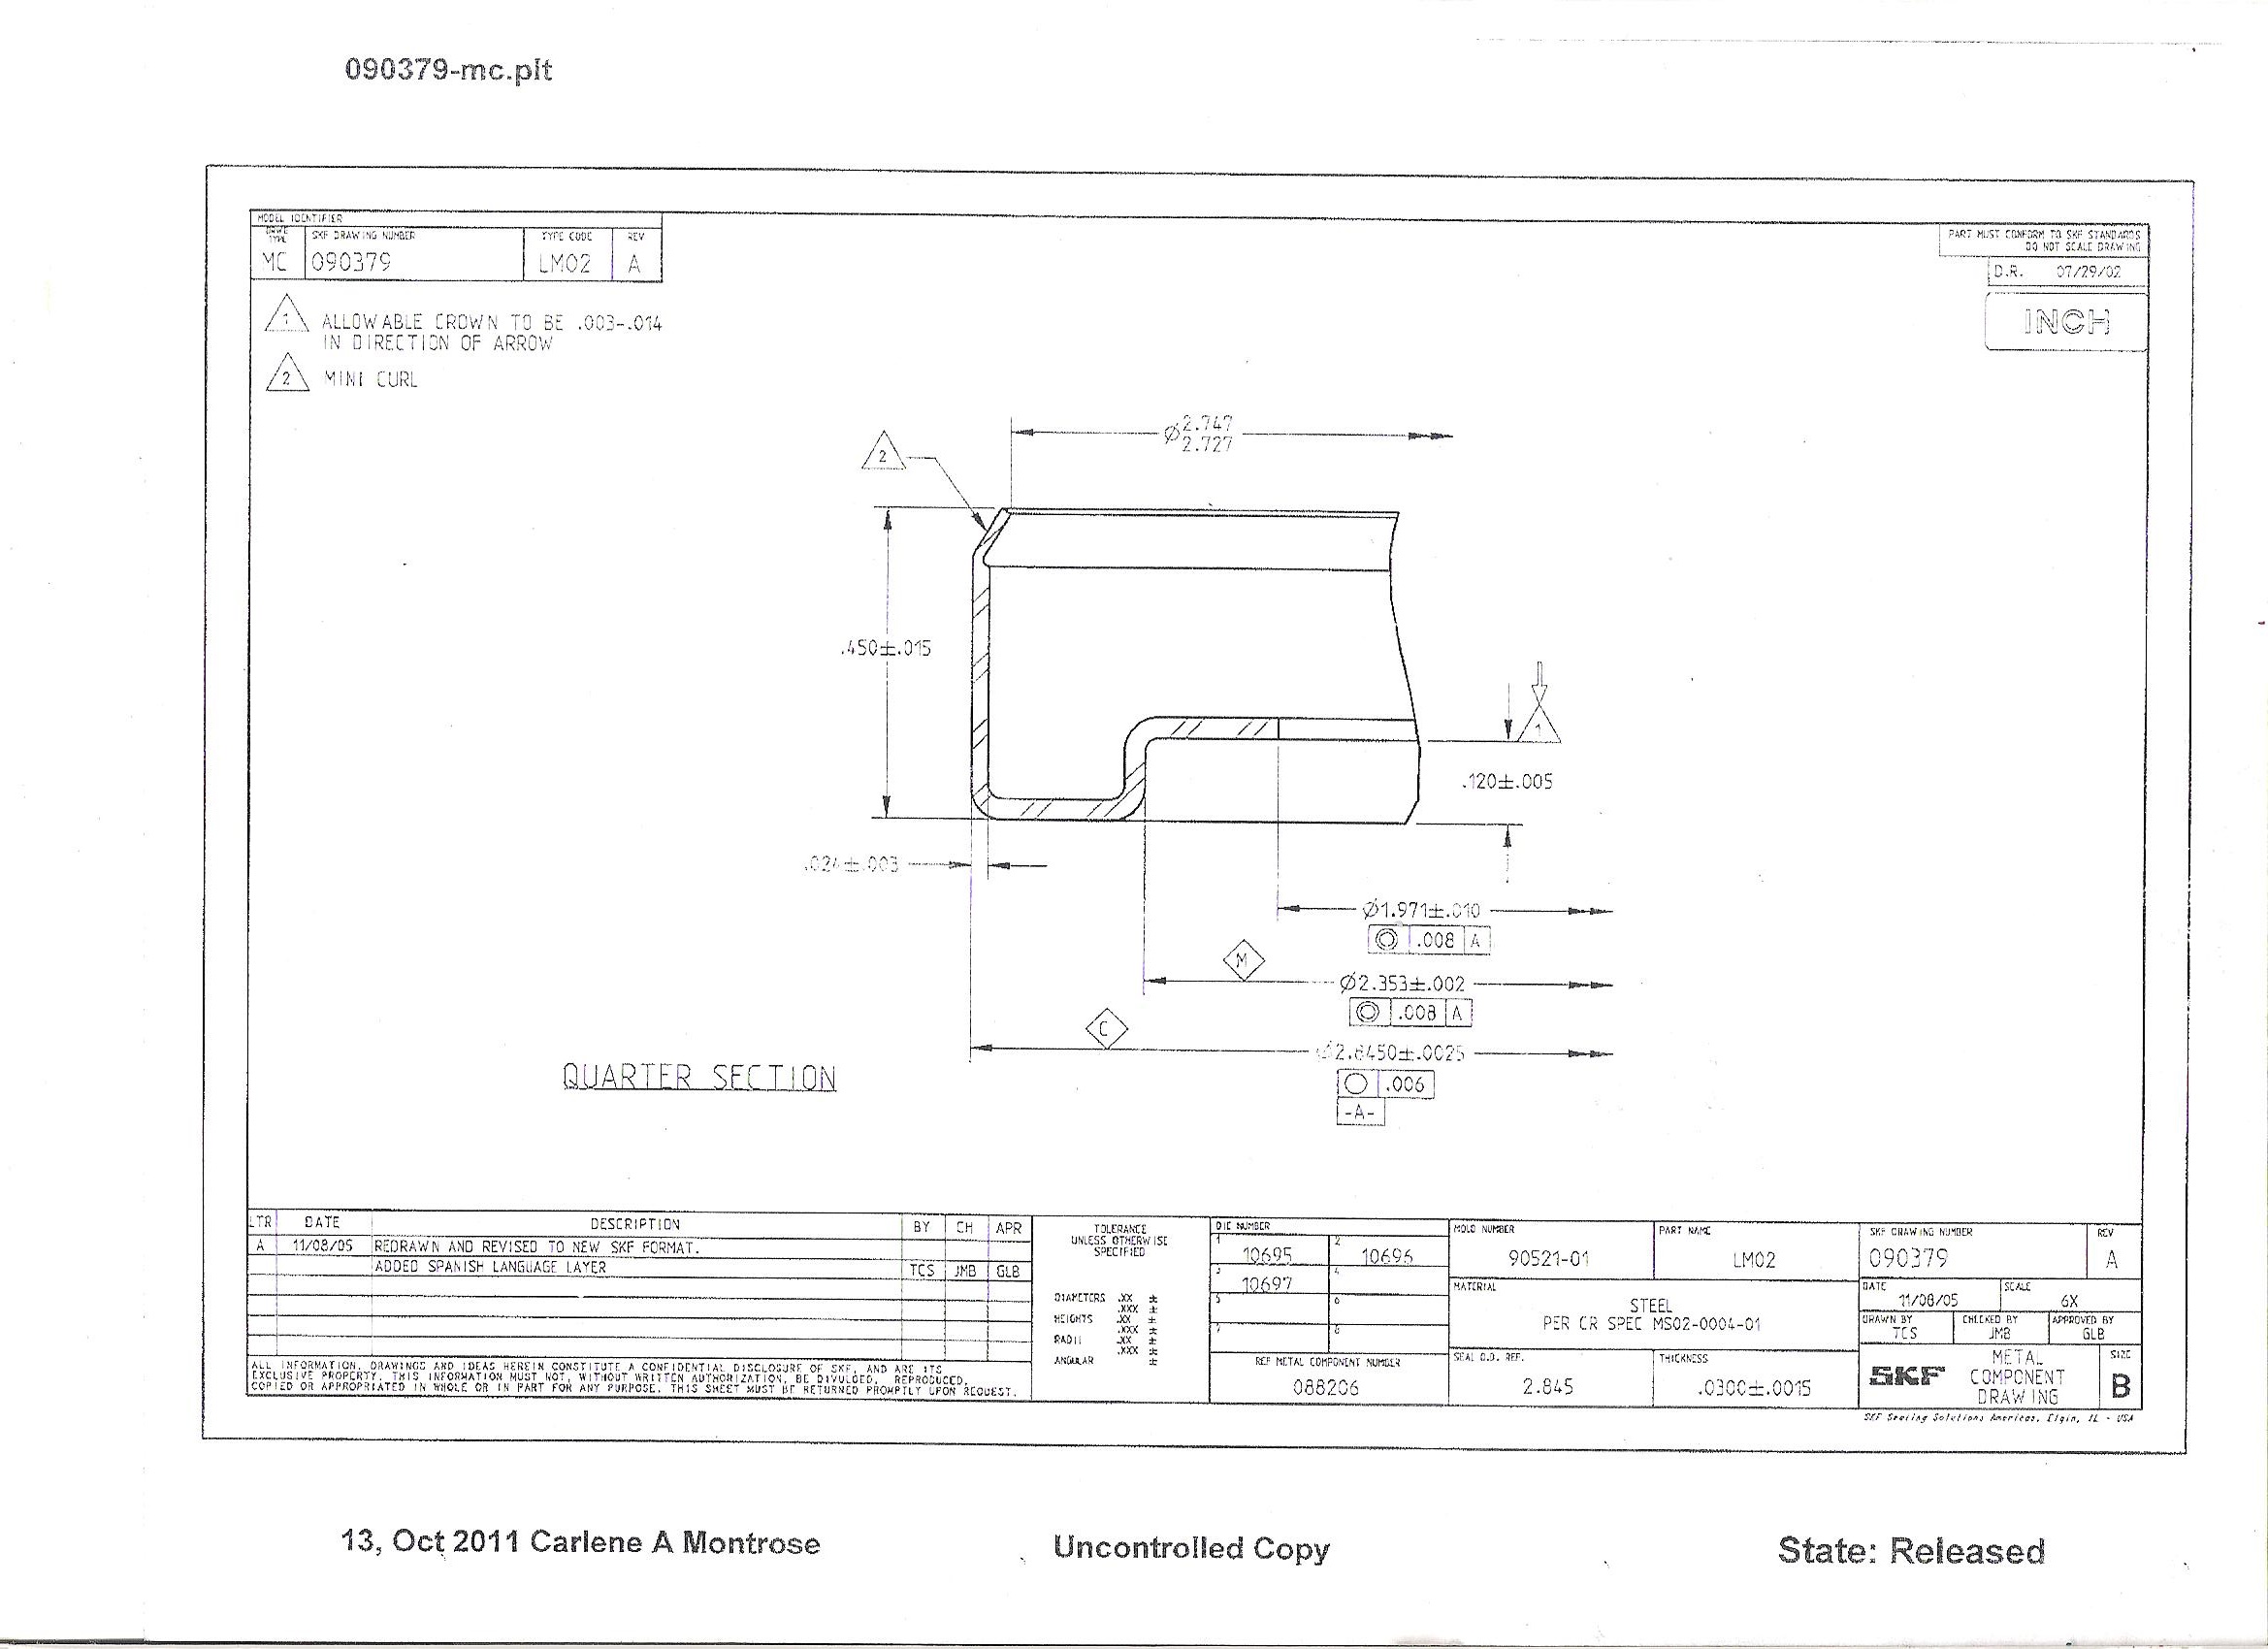 090379-mc.plt
MODEL IDENTIFIER
DRWG TYPE
SKF DRAWING NUMBER
TYPE CODE
REV
MC
090379
LM02
A
1 ALLOWABLE CROWN TO BE .003-.014
IN DIRECTION OF ARROW
2 MINI CURL
PART MUST CONFORM TO SKF STANDARDS
DO NOT SCALE DRAWING
D.R. 07/29/02
INCH
Ø2.747
2.727
2
.450±.015
1
.120±.005
.024±.003
Ø1.971±.010
.008 A
M
Ø2.353±.002
.008 A
C
Ø2.8450±.0025
.006
-A-
QUARTER SECTION
LTR DATE DESCRIPTION BY CH APR
A 11/08/05 REDRAWN AND REVISED TO NEW SKF FORMAT.
ADDED SPANISH LANGUAGE LAYER TCS JMB GLB
ALL INFORMATION, DRAWINGS AND IDEAS HEREIN CONSTITUTE A CONFIDENTIAL DISCLOSURE OF SKF, AND ARE ITS
EXCLUSIVE PROPERTY. THIS INFORMATION MUST NOT, WITHOUT WRITTEN AUTHORIZATION, BE DIVULGED, REPRODUCED,
COPIED OR APPROPRIATED IN WHOLE OR IN PART FOR ANY PURPOSE. THIS SHEET MUST BE RETURNED PROMPTLY UPON REQUEST.
TOLERANCE
UNLESS OTHERWISE
SPECIFIED
DIAMETERS .XX ±
.XXX ±
HEIGHTS .XX ±
.XXX ±
RADII .XX ±
.XXX ±
ANGULAR ±
DIE NUMBER
1 10695
2 10696
3 10697
4
5
6
7
8
REF METAL COMPONENT NUMBER
088206
MOLD NUMBER
90521-01
PART NAME
LM02
MATERIAL
STEEL
PER CR SPEC MS02-0004-01
SEAL O.D. REF.
2.845
THICKNESS
.0300±.0015
SKF DRAWING NUMBER
090379
REV
A
DATE
11/08/05
SCALE
6X
DRAWN BY
TCS
CHECKED BY
JMB
APPROVED BY
GLB
SKF
METAL
COMPONENT
DRAWING
SIZE
B
SKF Sealing Solutions Americas, Elgin, IL - USA
13, Oct 2011 Carlene A Montrose
Uncontrolled Copy
State: Released